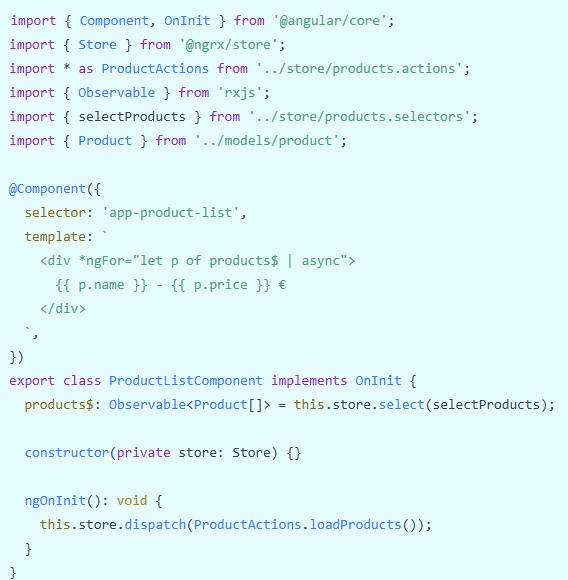 import { Component, OnInit } from '@angular/core';
import { Store } from '@ngrx/store';
import * as ProductActions from '../store/products.actions';
import { Observable } from 'rxjs';
import { selectProducts } from '../store/products.selectors';
import { Product } from '../models/product';

@Component({
  selector: 'app-product-list',
  template: `
    <div *ngFor="let p of products$ | async">
      {{ p.name }} - {{ p.price }} €
    </div>
  `,
})
export class ProductListComponent implements OnInit {
  products$: Observable<Product[]> = this.store.select(selectProducts);

  constructor(private store: Store) {}

  ngOnInit(): void {
    this.store.dispatch(ProductActions.loadProducts());
  }
}